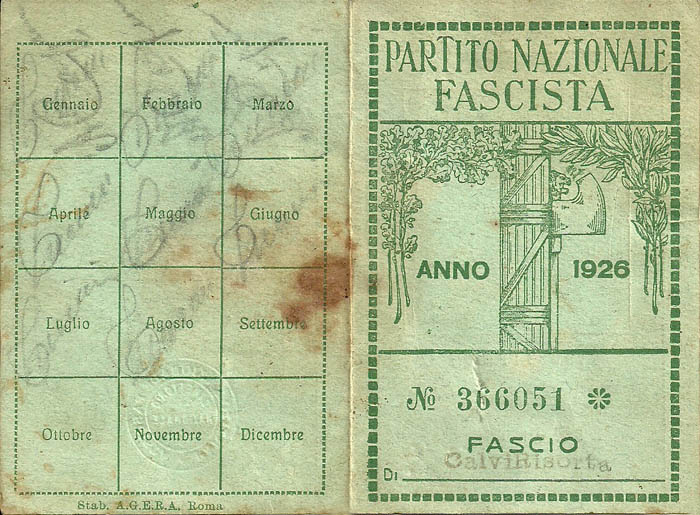 Gennaio Febbraio Marzo
Aprile Maggio Giugno
Luglio Agosto Settembre
Ottobre Novembre Dicembre
Stab. A.G.E.R.A. Roma
PARTITO NAZIONALE
FASCISTA
ANNO 1926
No 366051
FASCIO
DI CalviRisorta